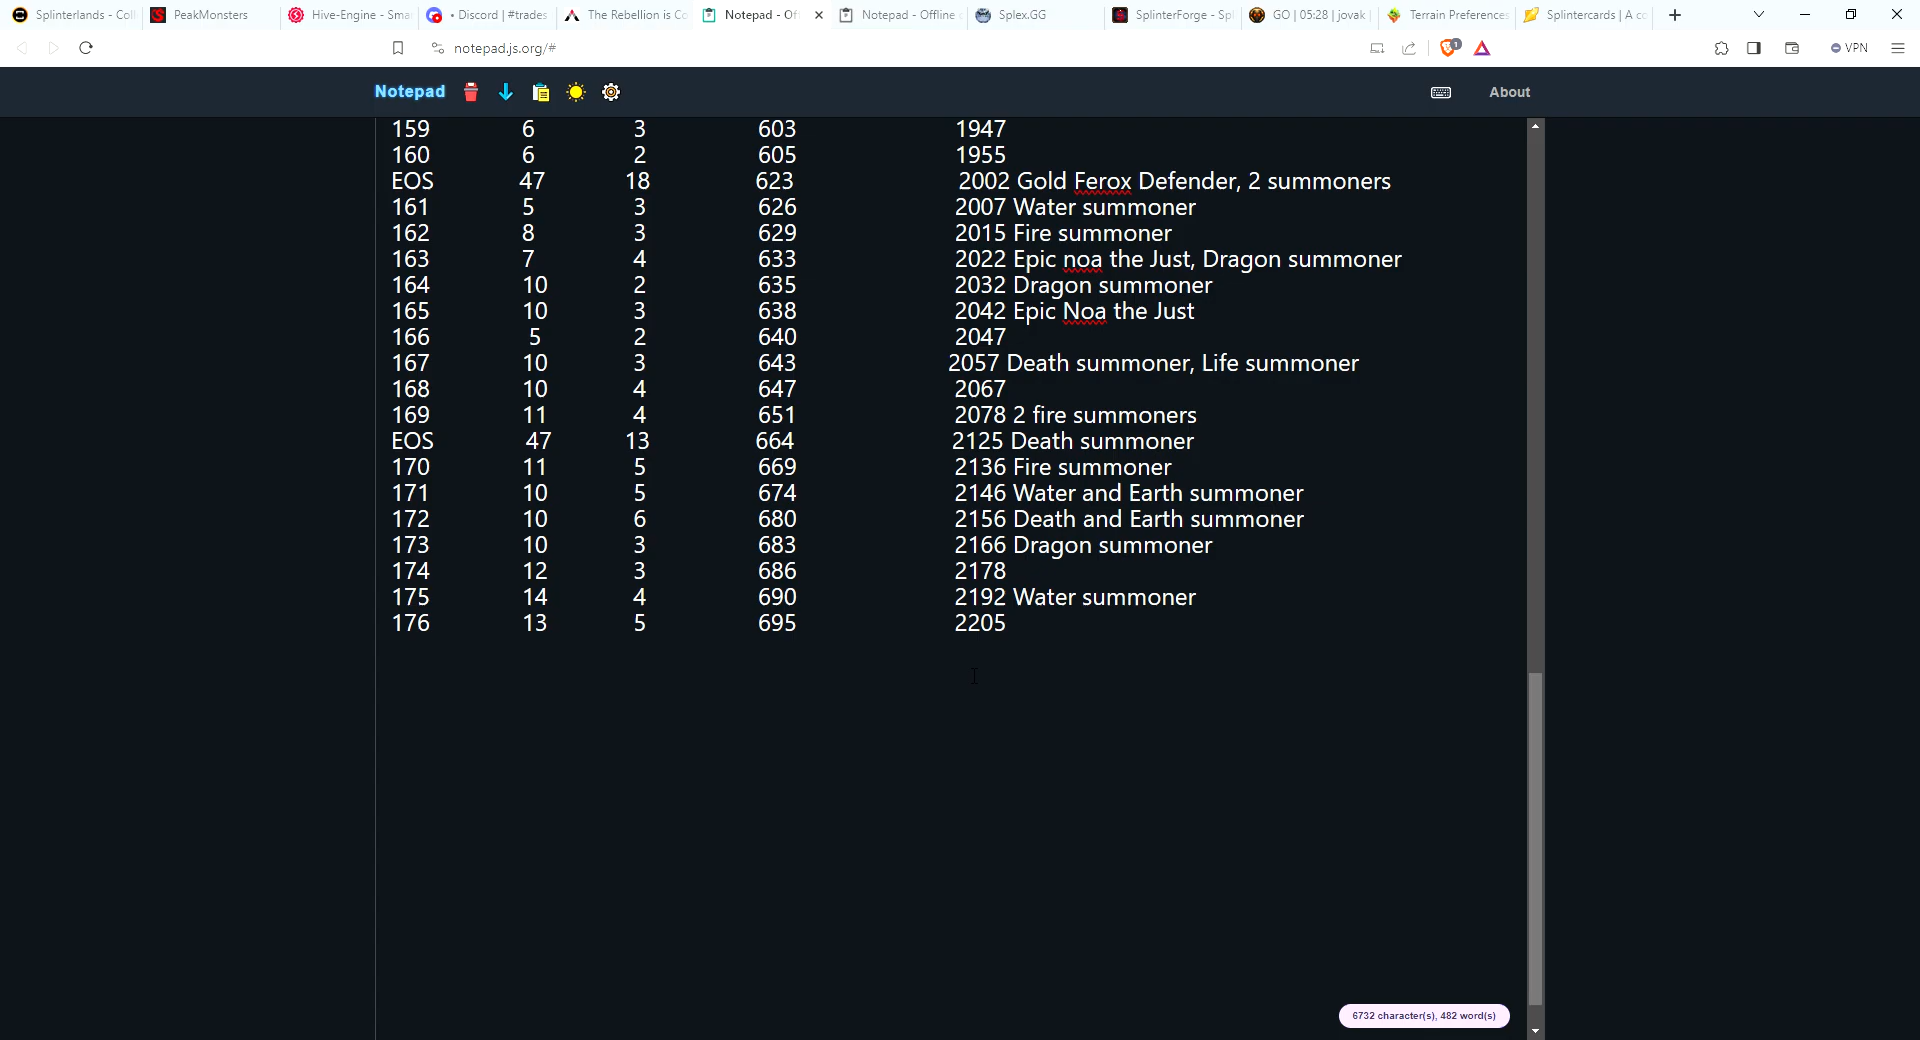 Splinterlands - Coll
PeakMonsters
Hive-Engine - Sma
• Discord | #trades
The Rebellion is Co
Notepad - Of
Notepad - Offline
Splex.GG
SplinterForge - Spl
GO | 05:28 | jovak
Terrain Preferences
Splintercards | A co
notepad.js.org/#
1
VPN
Notepad
About
159 6 3 603 1947
160 6 2 605 1955
EOS 47 18 623 2002 Gold Ferox Defender, 2 summoners
161 5 3 626 2007 Water summoner
162 8 3 629 2015 Fire summoner
163 7 4 633 2022 Epic noa the Just, Dragon summoner
164 10 2 635 2032 Dragon summoner
165 10 3 638 2042 Epic Noa the Just
166 5 2 640 2047
167 10 3 643 2057 Death summoner, Life summoner
168 10 4 647 2067
169 11 4 651 2078 2 fire summoners
EOS 47 13 664 2125 Death summoner
170 11 5 669 2136 Fire summoner
171 10 5 674 2146 Water and Earth summoner
172 10 6 680 2156 Death and Earth summoner
173 10 3 683 2166 Dragon summoner
174 12 3 686 2178
175 14 4 690 2192 Water summoner
176 13 5 695 2205
6732 character(s), 482 word(s)